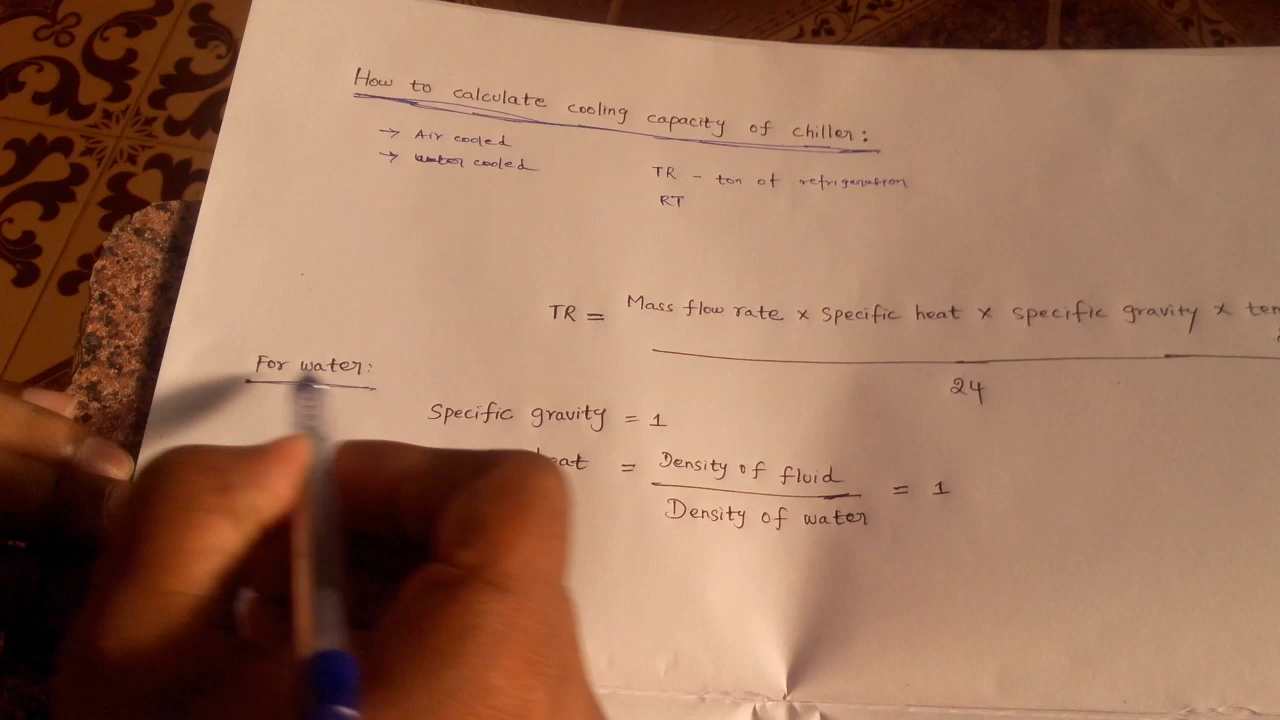 How to calculate cooling capacity of chiller:
→ Air cooled
→ water cooled
TR - ton of refrigeration
RT
TR = Mass flow rate x Specific heat x specific gravity x tem
24
For water:
Specific gravity = 1
eat = Density of fluid = 1
Density of water